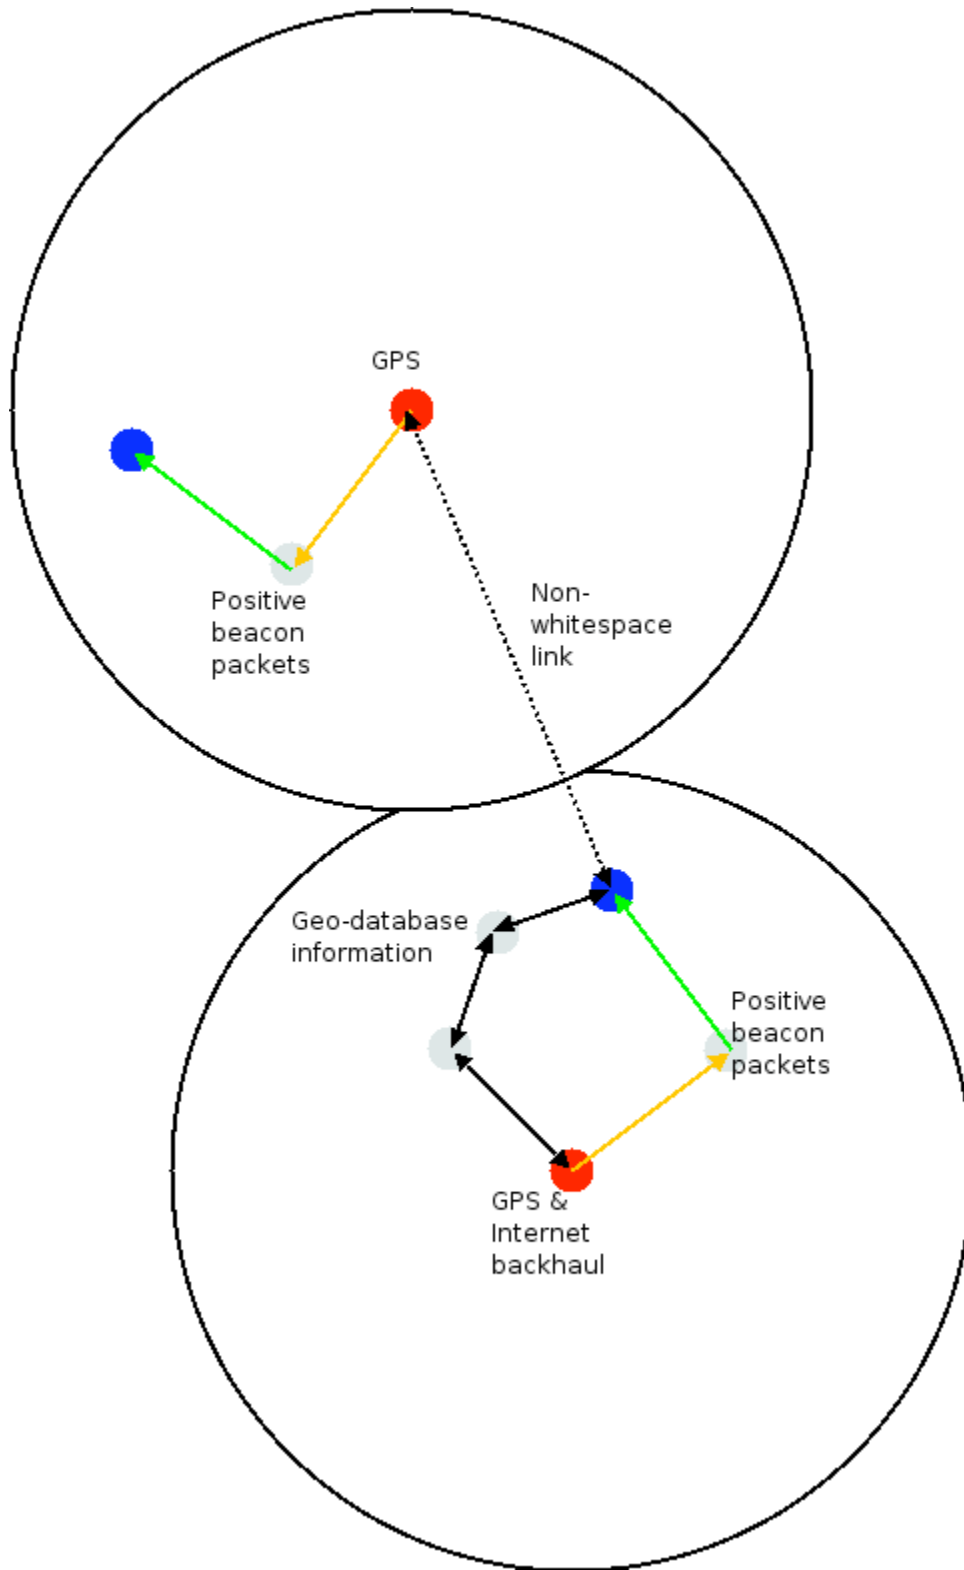 GPS
Positive
beacon
packets
Non-
whitespace
link
Geo-database
information
Positive
beacon
packets
GPS &
Internet
backhaul